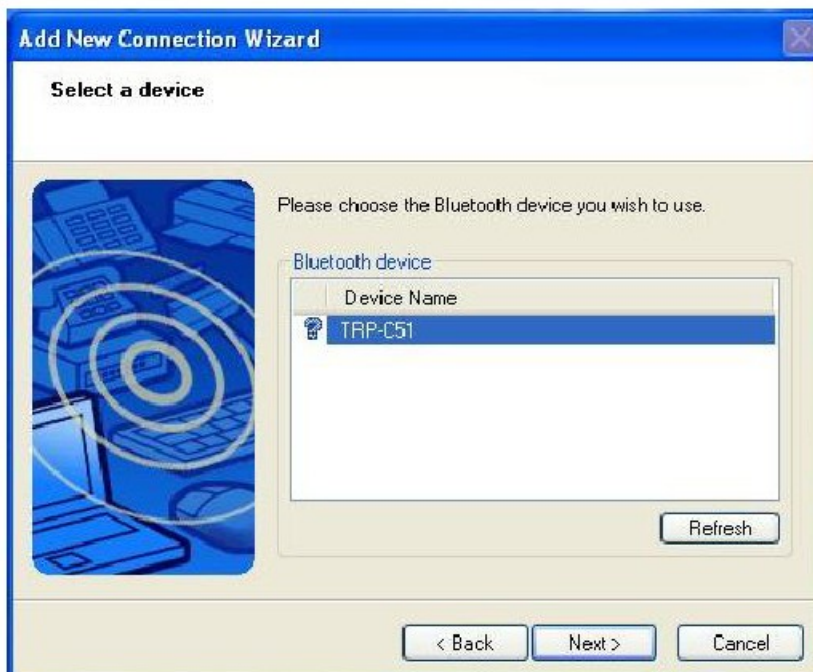 Add New Connection Wizard
Select a device
Please choose the Bluetooth device you wish to use.
Bluetooth device
Device Name
TRP-C51
Refresh
< Back Next > Cancel